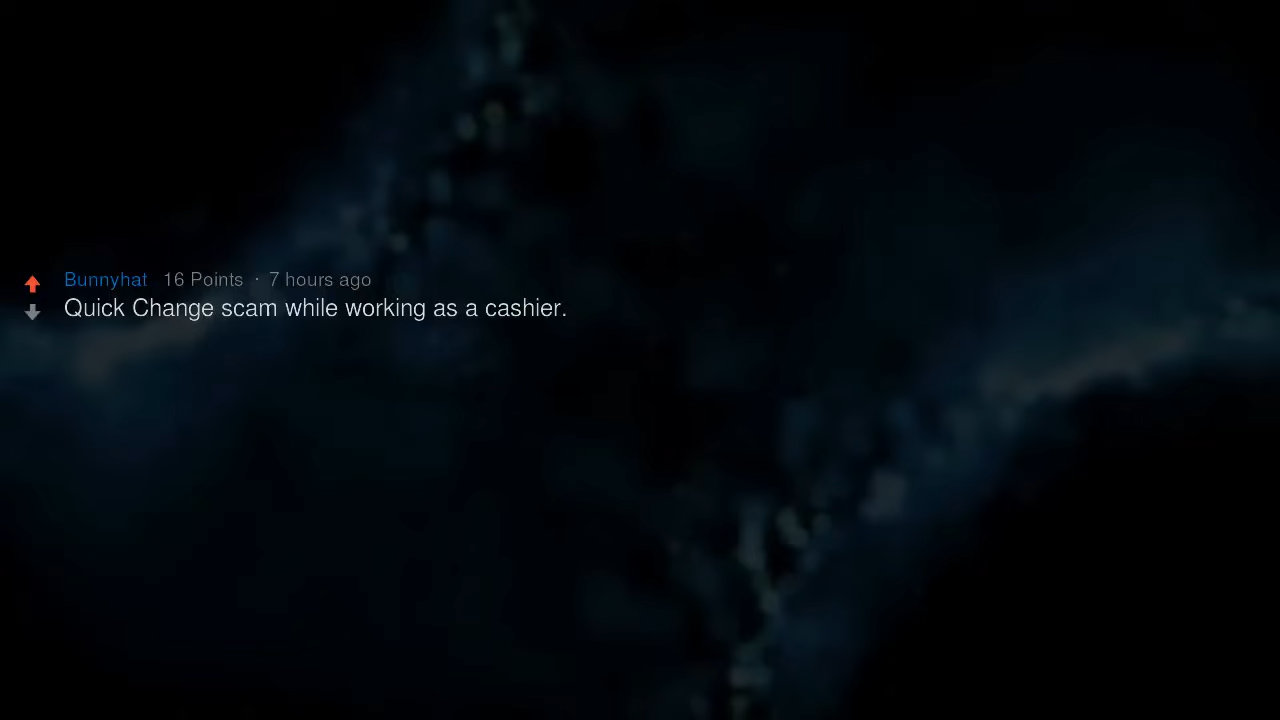 Bunnyhat 16 Points · 7 hours ago
Quick Change scam while working as a cashier.